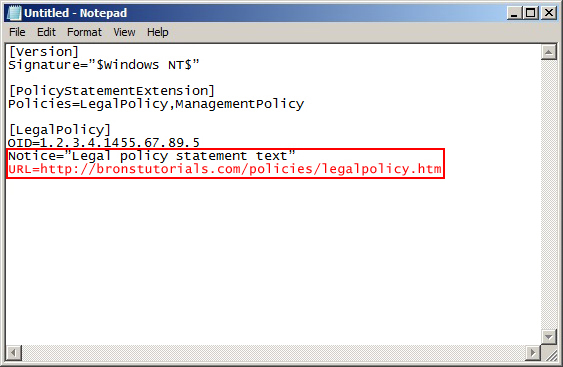 Untitled - Notepad
File Edit Format View Help
[Version]
Signature=”$Windows NT$”
[PolicyStatementExtension]
Policies=LegalPolicy,ManagementPolicy
[LegalPolicy]
OID=1.2.3.4.1455.67.89.5
Notice=”Legal policy statement text”
URL=http://bronstutorials.com/policies/legalpolicy.htm